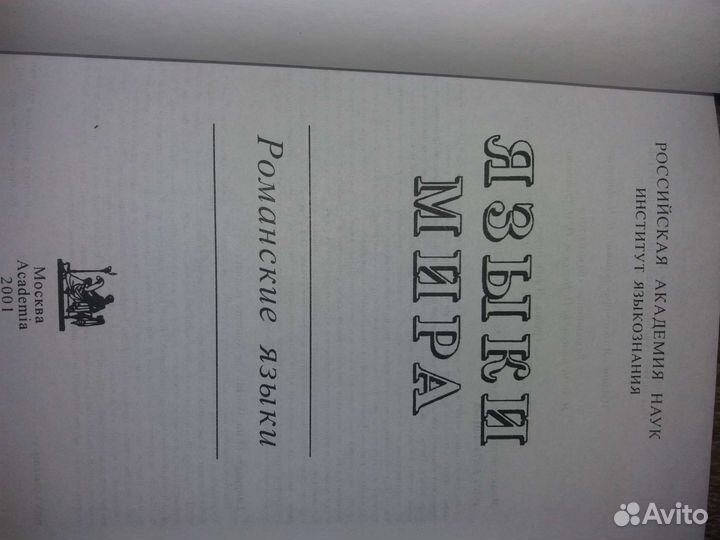 РОССИЙСКАЯ АКАДЕМИЯ НАУК
ИНСТИТУТ ЯЗЫКОЗНАНИЯ
ЯЗЫКИ
МИРА
Романские языки
Москва
Academia
2001
Avito